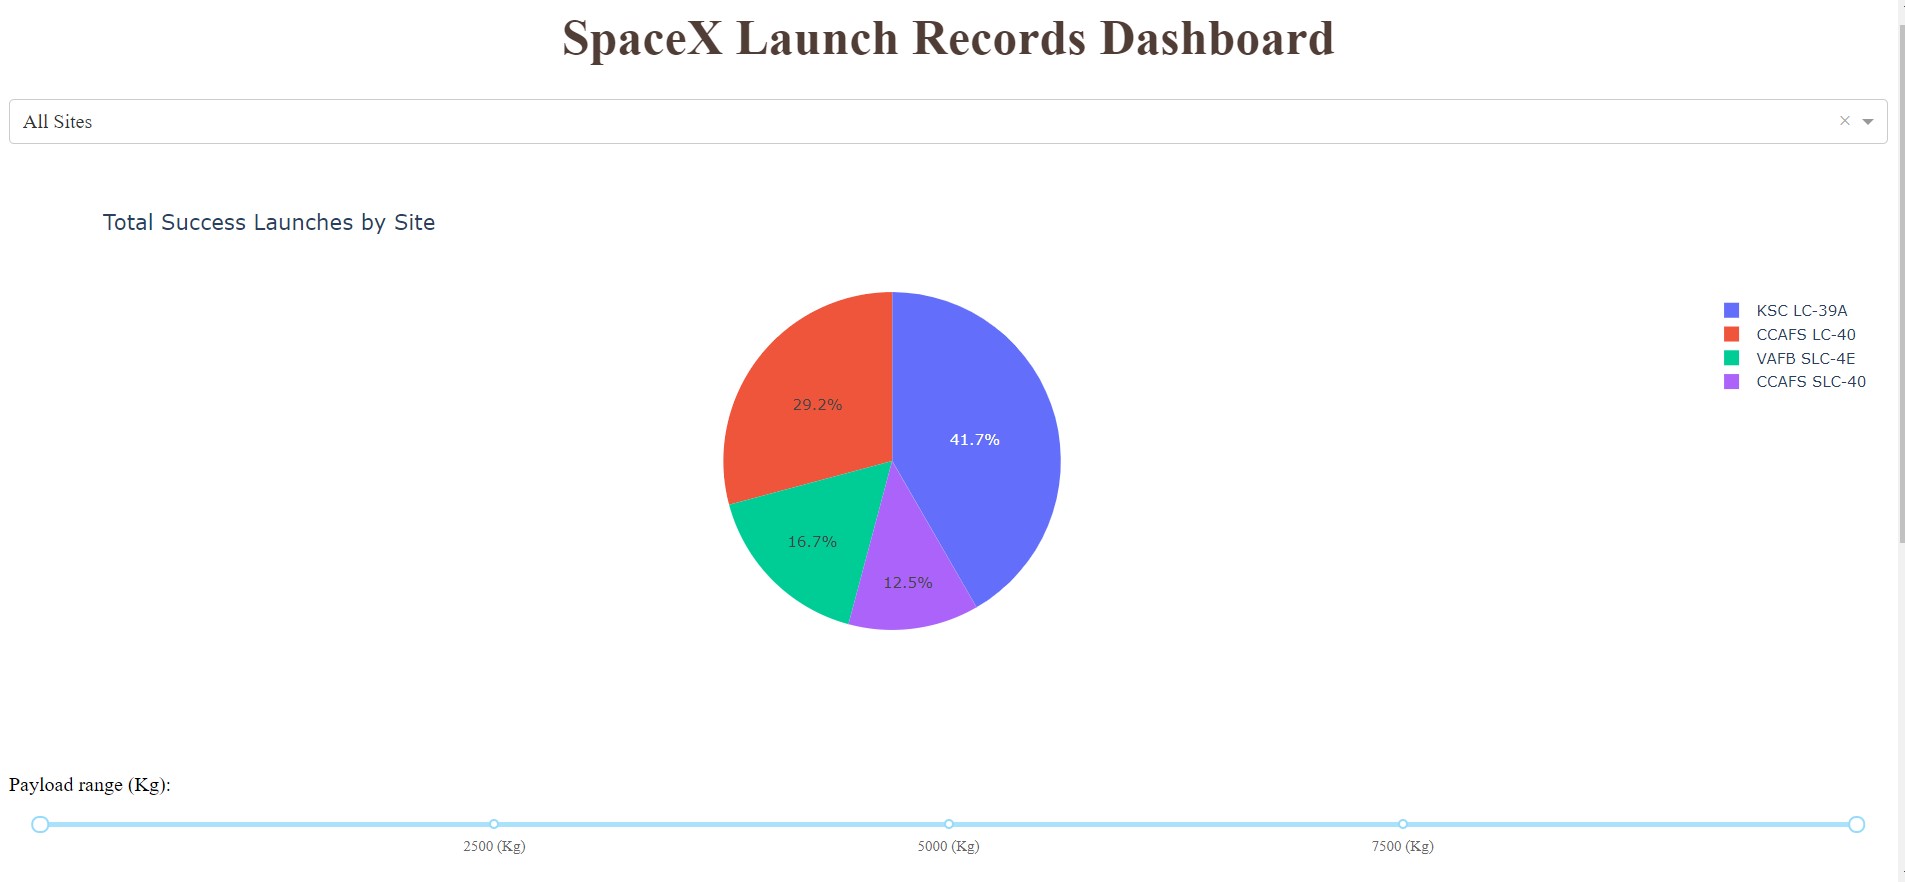 SpaceX Launch Records Dashboard
All Sites
Total Success Launches by Site
KSC LC-39A
CCAFS LC-40
VAFB SLC-4E
CCAFS SLC-40
29.2%
41.7%
16.7%
12.5%
Payload range (Kg):
2500 (Kg)
5000 (Kg)
7500 (Kg)